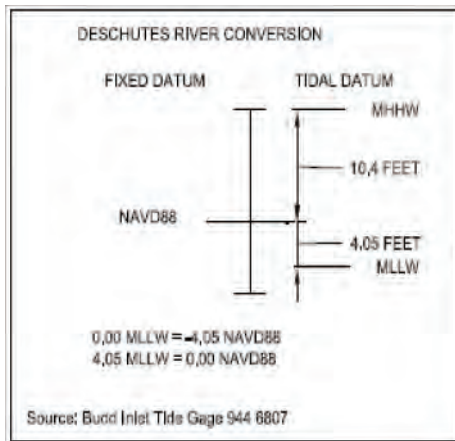 DESCHUTES RIVER CONVERSION
FIXED DATUM
TIDAL DATUM
MHHW
10,4 FEET
NAVD88
4.05 FEET
MLLW
0,00 MLLW = -4,05 NAVD88
4,05 MLLW = 0,00 NAVD88
Source: Budd Inlet Tide Gage 944 6807